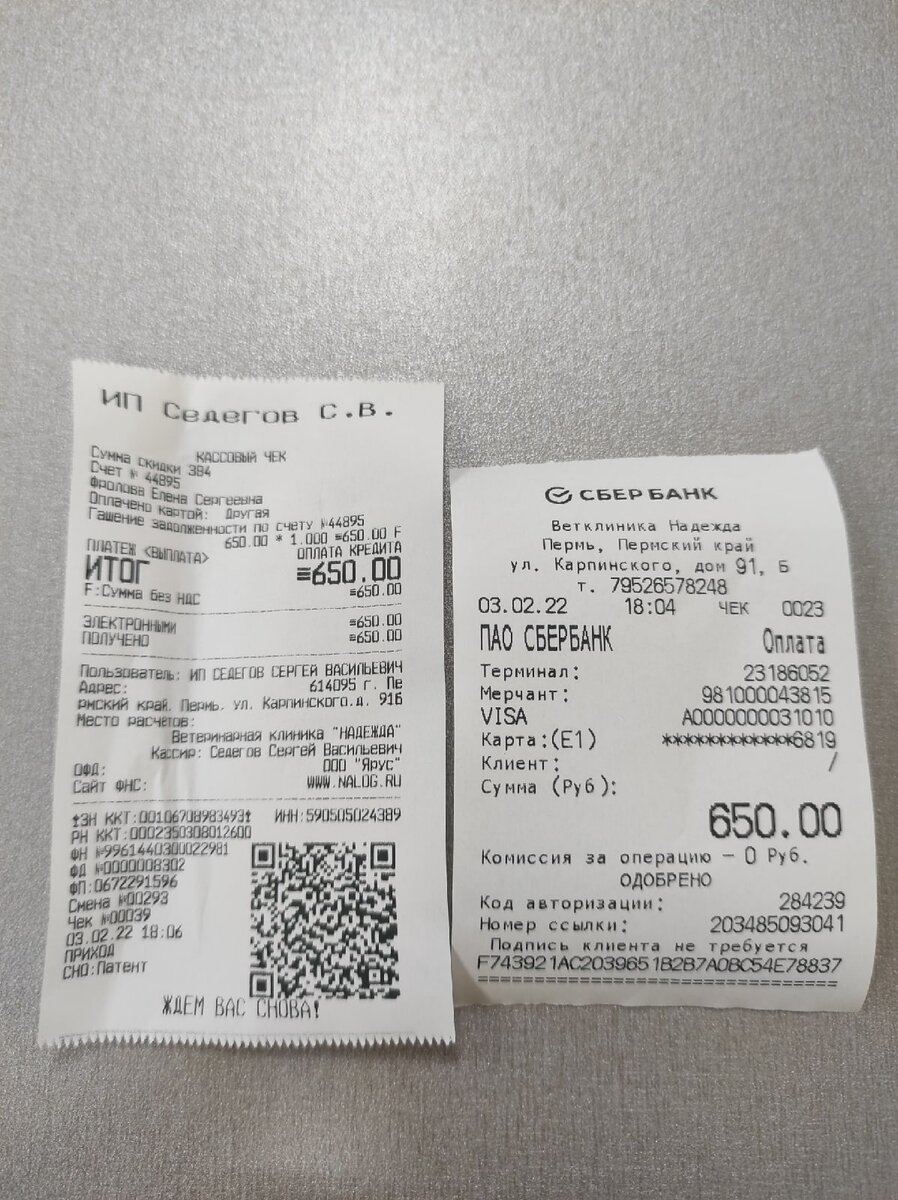 ИП Седегов С.В.
КАССОВЫЙ ЧЕК
Сумма скидки 384
Счет № 44895
Фролова Елена Сергеевна
Оплачено картой: Другая
Гашение задолженности по счету №44895
650.00 * 1.000 =650.00 F
ПЛАТЕЖ <ВЫПЛАТА> ОПЛАТА КРЕДИТА
ИТОГ =650.00
F:Сумма без НДС =650.00
ЭЛЕКТРОННЫМИ =650.00
ПОЛУЧЕНО =650.00
Пользователь: ИП СЕДЕГОВ СЕРГЕЙ ВАСИЛЬЕВИЧ
Адрес: 614095 г. Пе
рмский край, Пермь, ул. Карпинского,д. 91б
Место расчетов:
Ветеринарная клиника "НАДЕЖДА"
Кассир: Седегов Сергей Васильевич
ОФД: ООО "Ярус"
Сайт ФНС: WWW.NALOG.RU
ЗН ККТ:00106708983493 ИНН:590505024389
РН ККТ:0002350308012600
ФН №9961440300022981
ФД №0000008302
ФП:0672291596
Смена №00293
Чек №00039
03.02.22 18:06
ПРИХОД
СНО:Патент
ЖДЕМ ВАС СНОВА!
СБЕР БАНК
Ветклиника Надежда
Пермь, Пермский край
ул. Карпинского, дом 91, Б
т. 79526578248
03.02.22 18:04 ЧЕК 0023
ПАО СБЕРБАНК Оплата
Терминал: 23186052
Мерчант: 981000043815
VISA A0000000031010
Карта:(E1) ************6819
Клиент: /
Сумма (Руб):
650.00
Комиссия за операцию – 0 Руб.
ОДОБРЕНО
Код авторизации: 284239
Номер ссылки: 203485093041
Подпись клиента не требуется
F743921AC2039651B2B7A0BC54E78837
================================